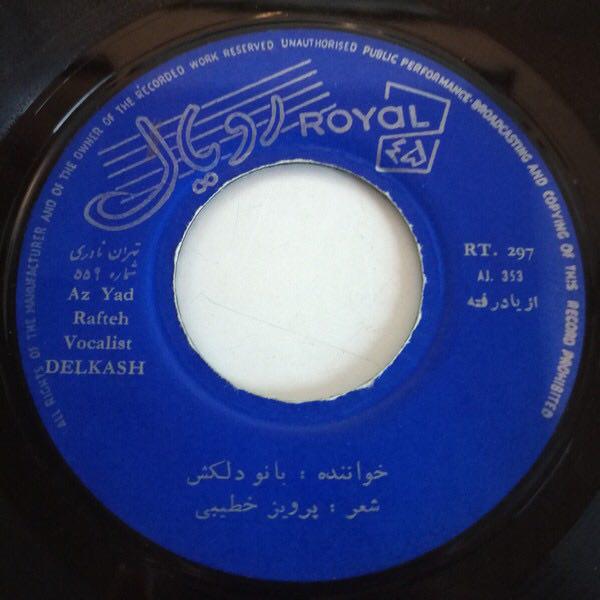 ALL RIGHTS OF THE MANUFACTURER AND OF THE OWNER OF THE RECORDED WORK RESERVED UNAUTHORISED PUBLIC PERFORMANCE·BROADCASTING AND COPYING OF THIS RECORD PROHIBITED
رویال ROYAL
۴۵
تهران نادری
شماره ۵۵۹
Az Yad
Rafteh
Vocalist
DELKASH
RT. 297
AJ. 353
از یاد رفته
خواننده : بانو دلکش
شعر : پرویز خطیبی